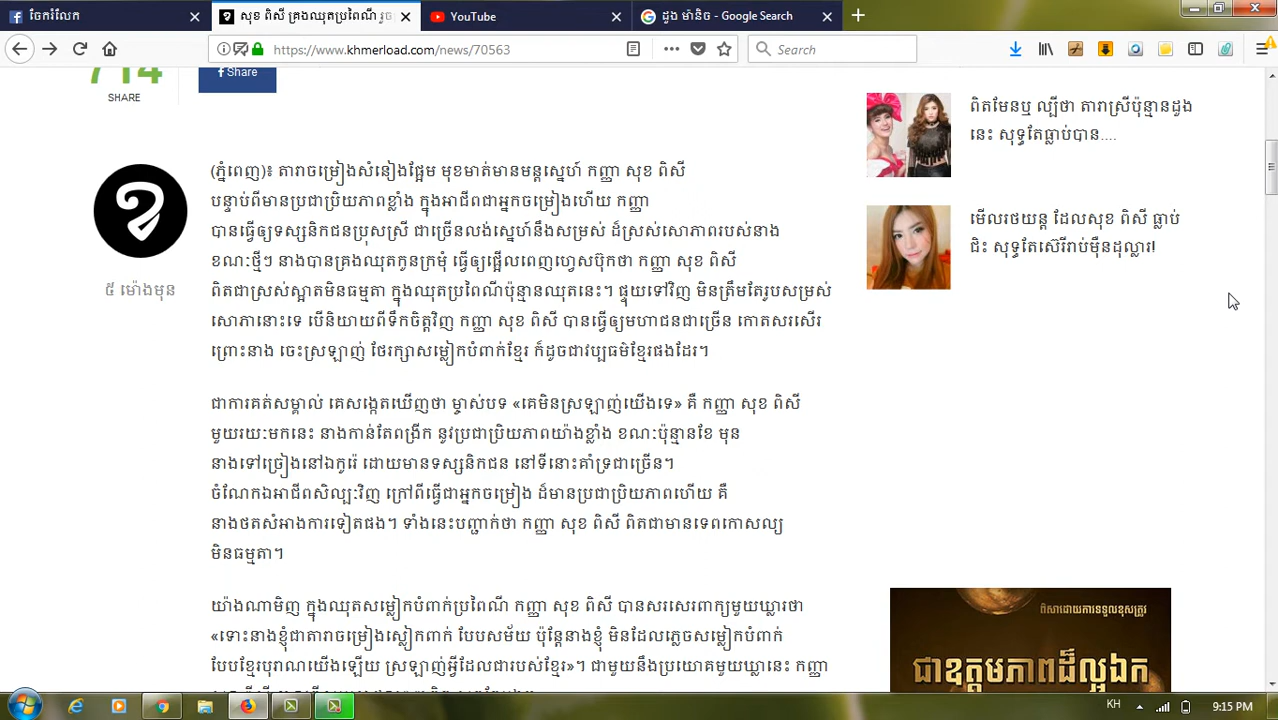 ចែករំលែក
សុខ ពិសី គ្រងឈុតប្រពៃណី រួច
YouTube
ដួង ម៉ានិច - Google Search
https://www.khmerload.com/news/70563
Search
714
SHARE
Share
(ភ្នំពេញ)៖ តារាចម្រៀងសំនៀងផ្អែម មុខមាត់មានមន្តស្នេហ៍ កញ្ញា សុខ ពិសី
បន្ទាប់ពីមានប្រជាប្រិយភាពខ្លាំង ក្នុងអាជីពជាអ្នកចម្រៀងហើយ កញ្ញា
បានធ្វើឲ្យទស្សនិកជនប្រុសស្រី ជាច្រើនលង់ស្នេហ៍នឹងសម្រស់ ដ៏ស្រស់សោភារបស់នាង
ខណៈថ្មីៗ នាងបានគ្រងឈុតកូនក្រមុំ ធ្វើឲ្យផ្អើលពេញហ្វេសប៊ុកថា កញ្ញា សុខ ពិសី
ពិតជាស្រស់ស្អាតមិនធម្មតា ក្នុងឈុតប្រពៃណីប៉ុន្មានឈុតនេះ។ ផ្ទុយទៅវិញ មិនត្រឹមតែរូបសម្រស់
សោភានោះទេ បើនិយាយពីទឹកចិត្តវិញ កញ្ញា សុខ ពិសី បានធ្វើឲ្យមហាជនជាច្រើន កោតសរសើរ
ព្រោះនាង ចេះស្រឡាញ់ ថែរក្សាសម្លៀកបំពាក់ខ្មែរ ក៏ដូចជាវប្បធម៌ខ្មែរផងដែរ។
៥ ម៉ោងមុន
ជាការគត់សម្គាល់ គេសង្កេតឃើញថា ម្ចាស់បទ «គេមិនស្រឡាញ់យើងទេ» គឺ កញ្ញា សុខ ពិសី
មួយរយៈមកនេះ នាងកាន់តែពង្រីក នូវប្រជាប្រិយភាពយ៉ាងខ្លាំង ខណៈប៉ុន្មានខែ មុន
នាងទៅច្រៀងនៅឯកូរ៉េ ដោយមានទស្សនិកជន នៅទីនោះគាំទ្រជាច្រើន។
ចំណែកឯអាជីពសិល្បៈវិញ ក្រៅពីធ្វើជាអ្នកចម្រៀង ដ៏មានប្រជាប្រិយភាពហើយ គឺ
នាងថតសំអាងការទៀតផង។ ទាំងនេះបញ្ជាក់ថា កញ្ញា សុខ ពិសី ពិតជាមានទេពកោសល្យ
មិនធម្មតា។
យ៉ាងណាមិញ ក្នុងឈុតសម្លៀកបំពាក់ប្រពៃណី កញ្ញា សុខ ពិសី បានសរសេរពាក្យមួយឃ្លារថា
«ទោះនាងខ្ញុំជាតារាចម្រៀងស្លៀកពាក់ បែបសម័យ ប៉ុន្តែនាងខ្ញុំ មិនដែលភ្លេចសម្លៀកបំពាក់
បែបខ្មែរបុរាណយើងឡើយ ស្រឡាញ់អ្វីដែលជារបស់ខ្មែរ»។ ជាមួយនឹងប្រយោគមួយឃ្លានេះ កញ្ញា
ពិតមែនឬ ល្បីថា តារាស្រីប៉ុន្មានដួង
នេះ សុទ្ធតែធ្លាប់បាន....
មើលរថយន្ត ដែលសុខ ពិសី ធ្លាប់
ជិះ សុទ្ធតែស៊េរីរាប់ម៉ឺនដុល្លារ!
ពិសាដោយការទទួលខុសត្រូវ
ជាឧត្តមភាពដ៏ល្អឯក
KH
9:15 PM